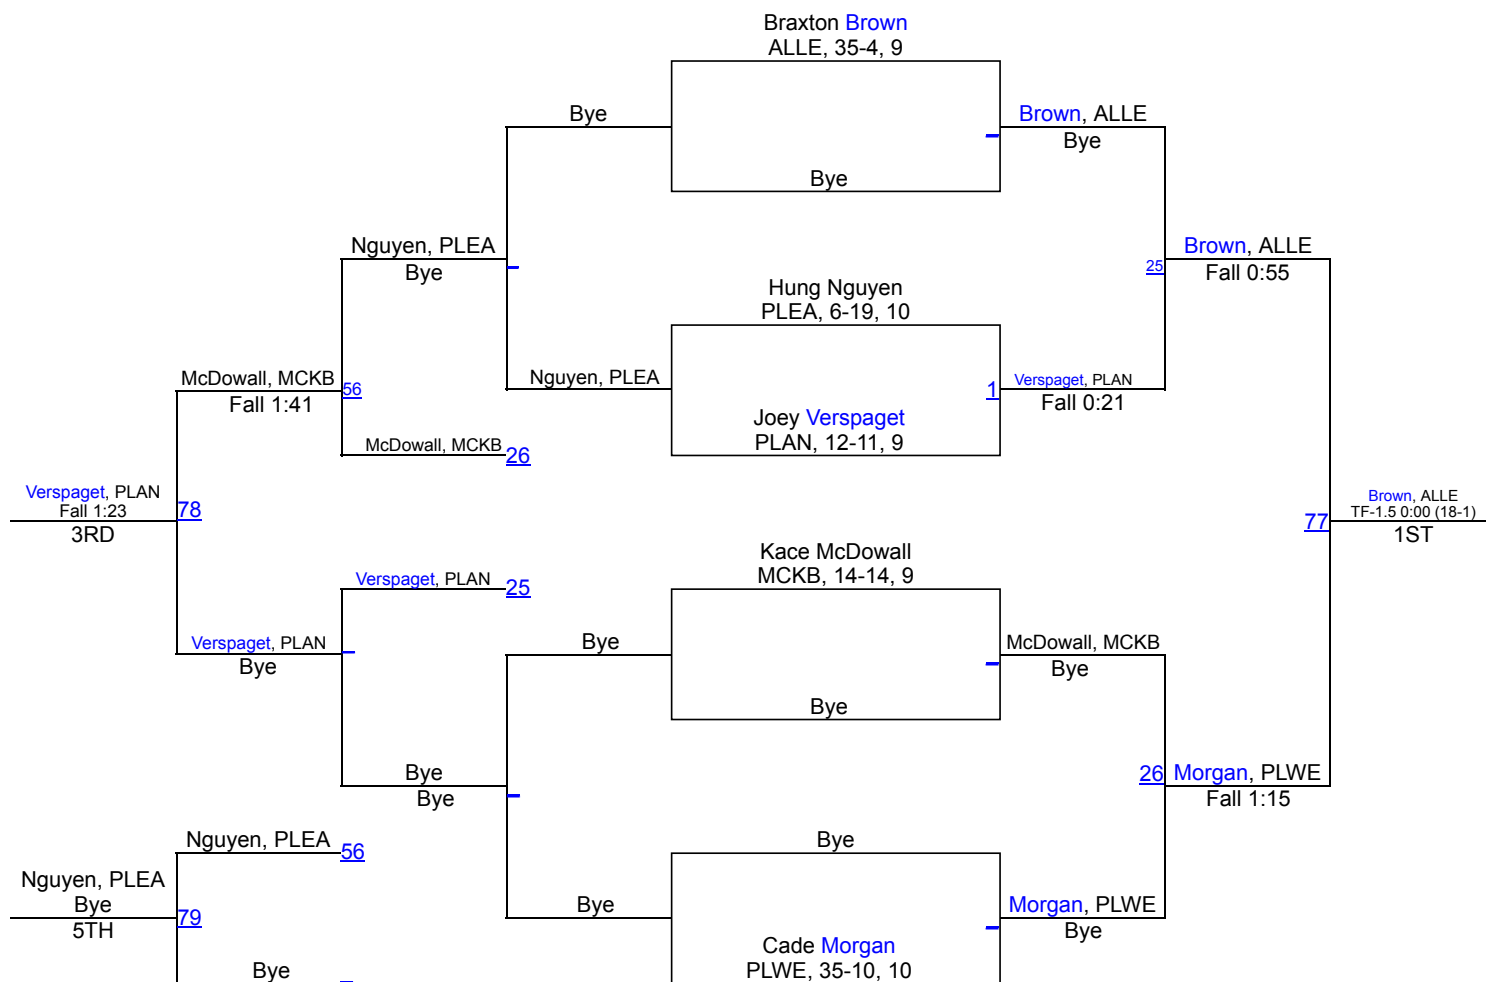 Braxton Brown
ALLE, 35-4, 9
Bye
Brown, ALLE
Bye
Bye
Nguyen, PLEA
Bye
Brown, ALLE
25
Fall 0:55
Hung Nguyen
PLEA, 6-19, 10
McDowall, MCKB
56
Fall 1:41
Nguyen, PLEA
1
Verspaget, PLAN
Fall 0:21
Joey Verspaget
PLAN, 12-11, 9
McDowall, MCKB
26
Verspaget, PLAN
Fall 1:23
78
3RD
77
Brown, ALLE
TF-1.5 0:00 (18-1)
1ST
Kace McDowall
MCKB, 14-14, 9
Verspaget, PLAN
25
Verspaget, PLAN
Bye
Bye
McDowall, MCKB
Bye
Bye
Bye
Bye
26
Morgan, PLWE
Fall 1:15
Nguyen, PLEA
56
Bye
Nguyen, PLEA
Bye
79
5TH
Bye
Morgan, PLWE
Bye
Cade Morgan
PLWE, 35-10, 10
Bye